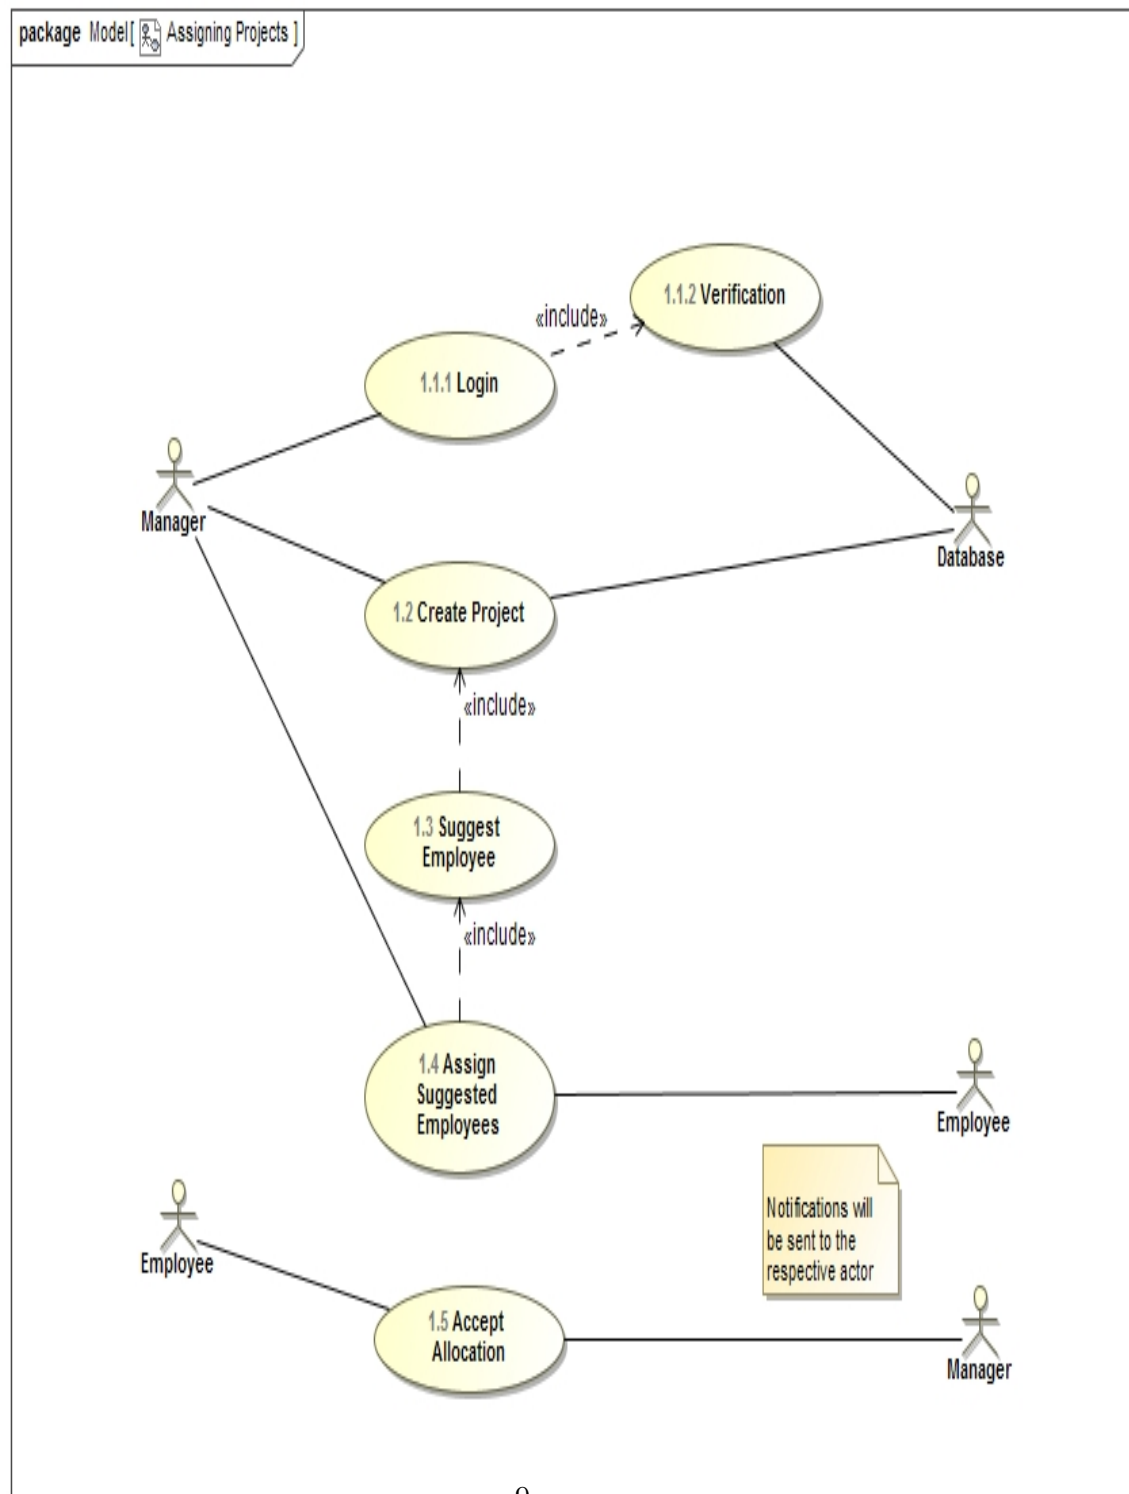 package Model[ Assigning Projects ]
1.1.2 Verification
«include»
1.1.1 Login
Manager
Database
1.2 Create Project
«include»
1.3 Suggest
Employee
«include»
1.4 Assign
Suggested
Employees
Employee
Notifications will
be sent to the
respective actor
Employee
1.5 Accept
Allocation
Manager